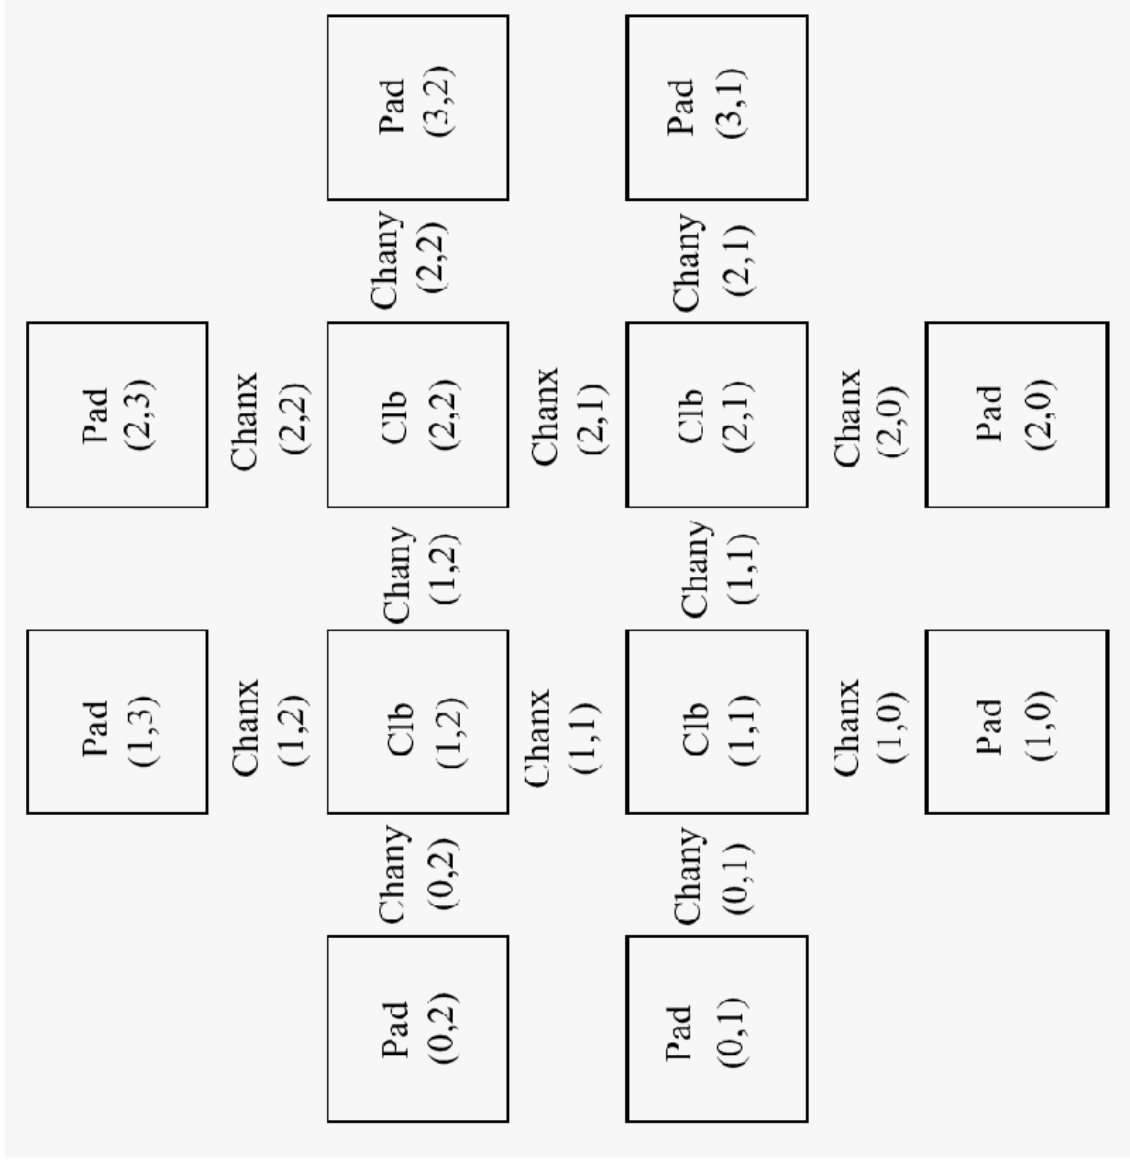 Pad
(1,3)
Pad
(2,3)
Chanx
(1,2)
Chanx
(2,2)
Pad
(0,2)
Chany
(0,2)
Clb
(1,2)
Chany
(1,2)
Clb
(2,2)
Chany
(2,2)
Pad
(3,2)
Chanx
(1,1)
Chanx
(2,1)
Pad
(0,1)
Chany
(0,1)
Clb
(1,1)
Chany
(1,1)
Clb
(2,1)
Chany
(2,1)
Pad
(3,1)
Chanx
(1,0)
Chanx
(2,0)
Pad
(1,0)
Pad
(2,0)